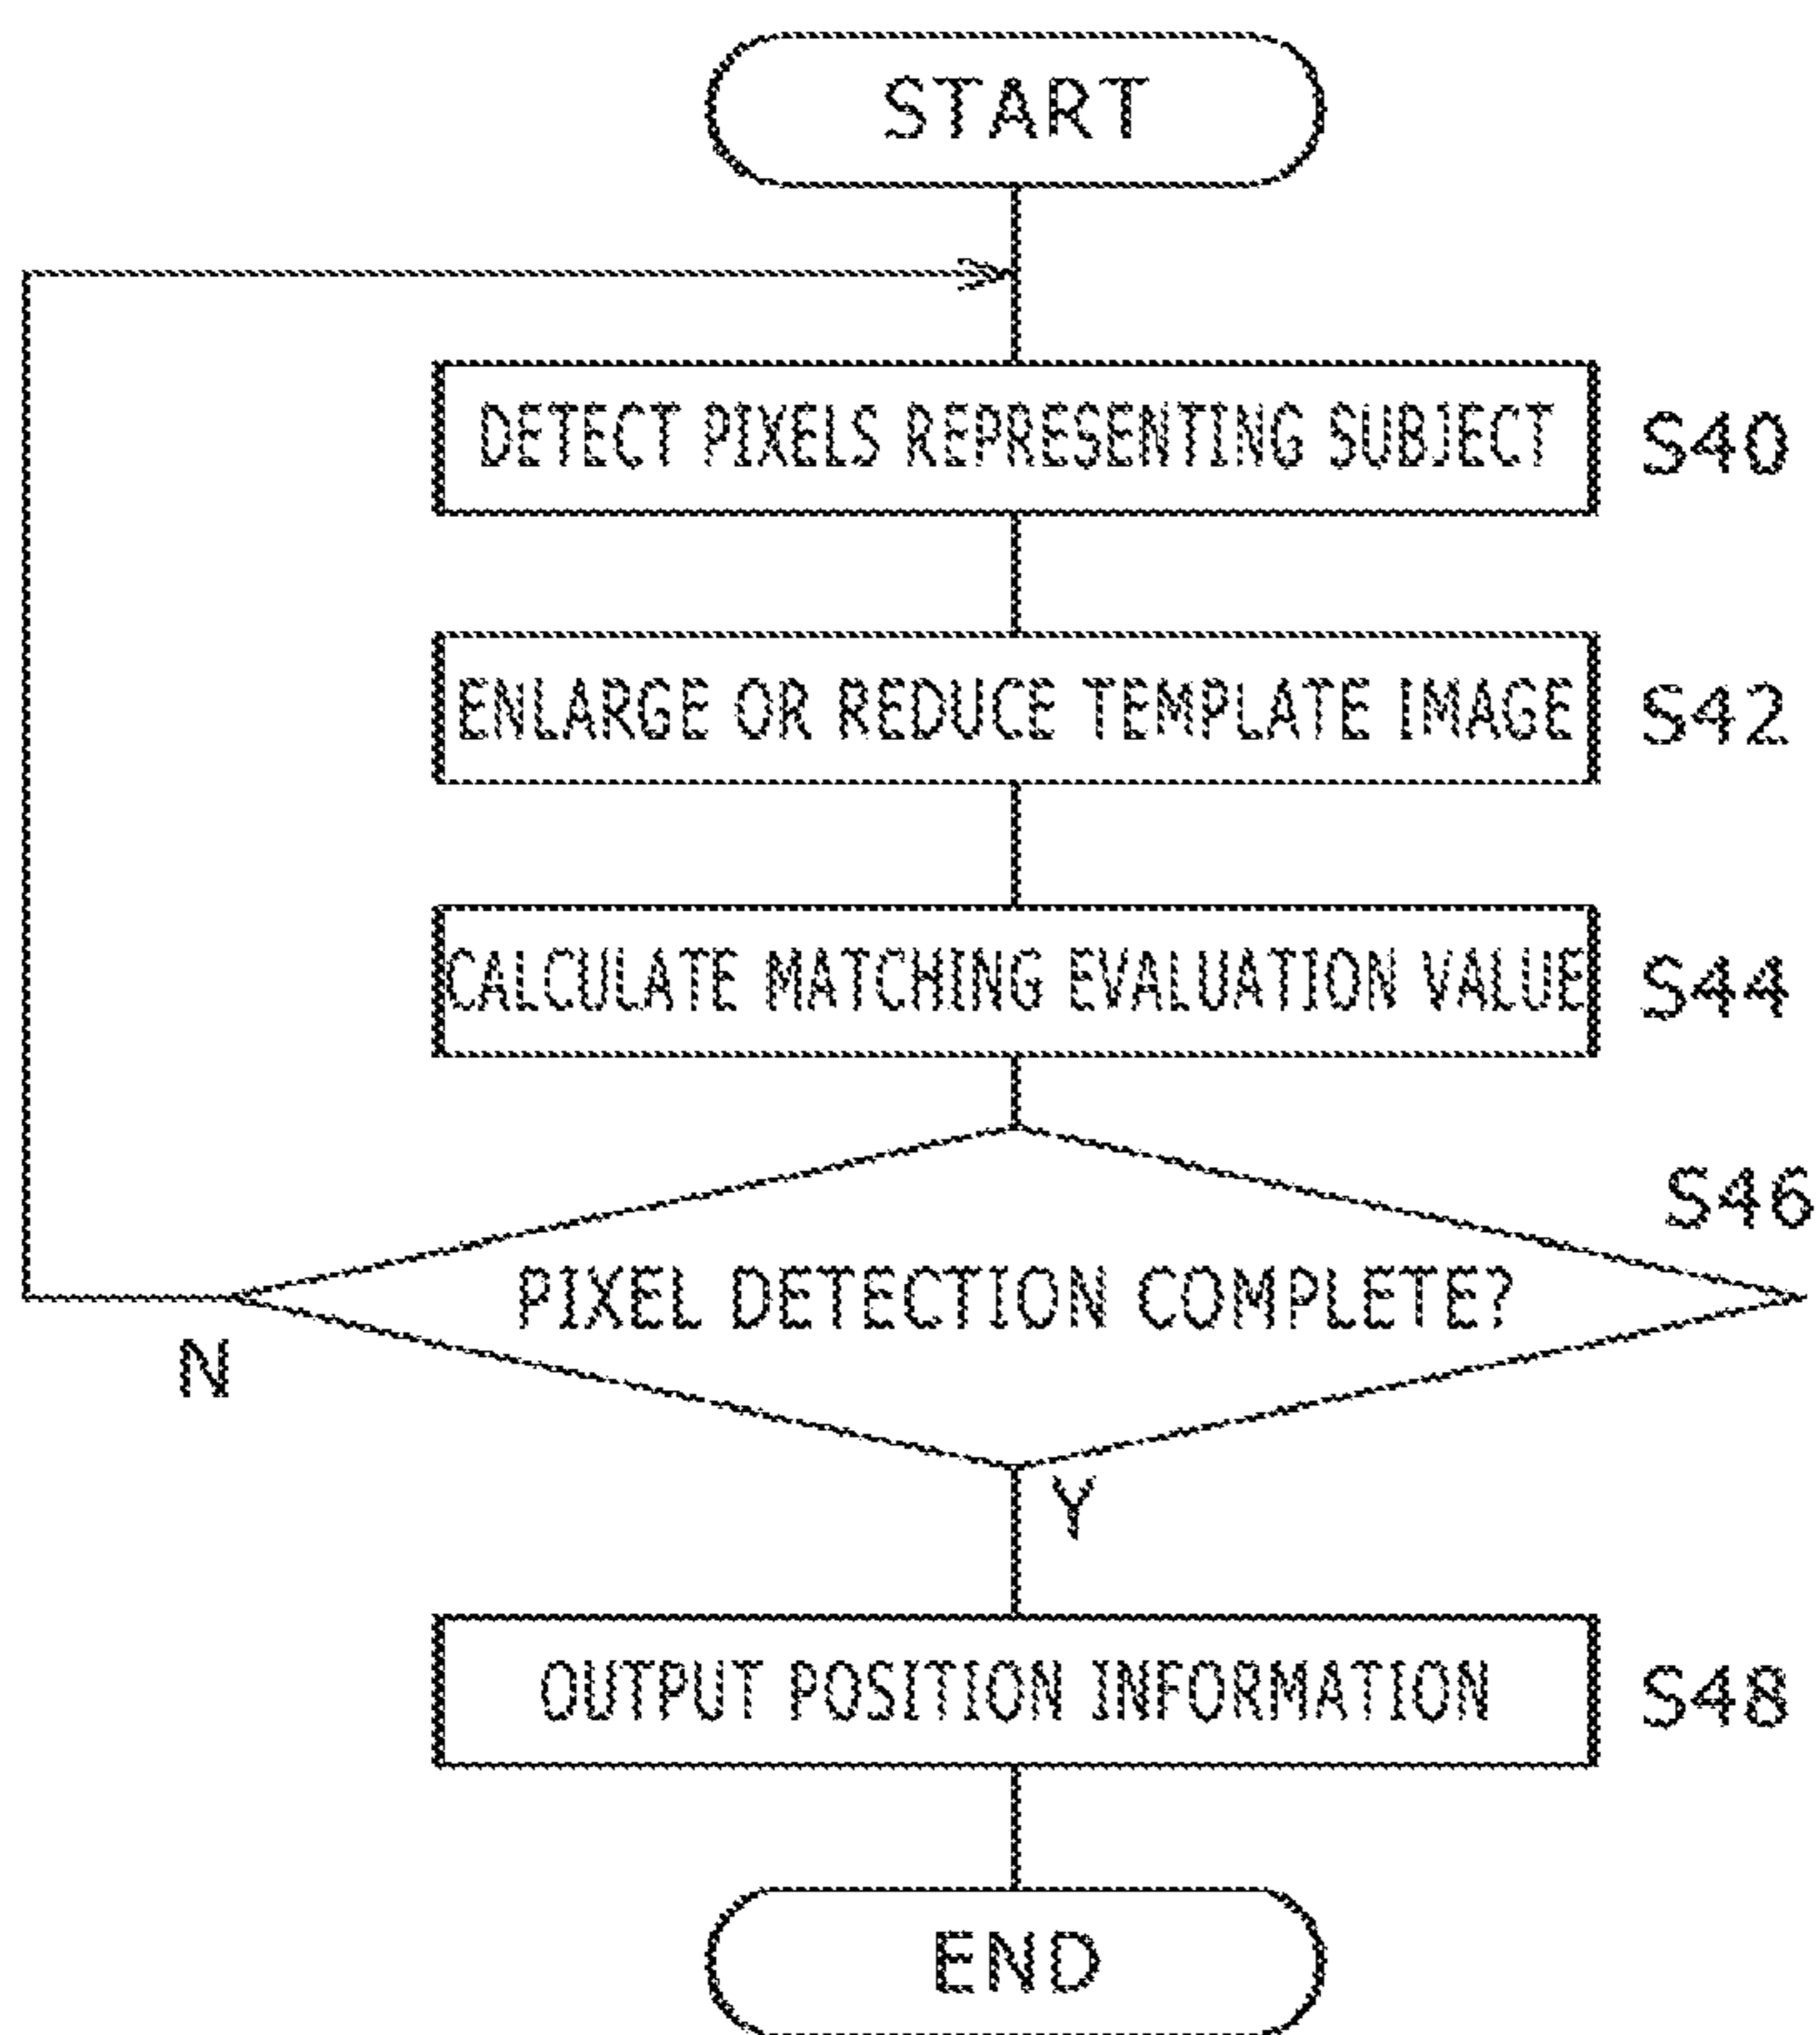 START
DETECT PIXELS REPRESENTING SUBJECT S40
ENLARGE OR REDUCE TEMPLATE IMAGE S42
CALCULATE MATCHING EVALUATION VALUE S44
S46
PIXEL DETECTION COMPLETE?
N
Y
OUTPUT POSITION INFORMATION S48
END